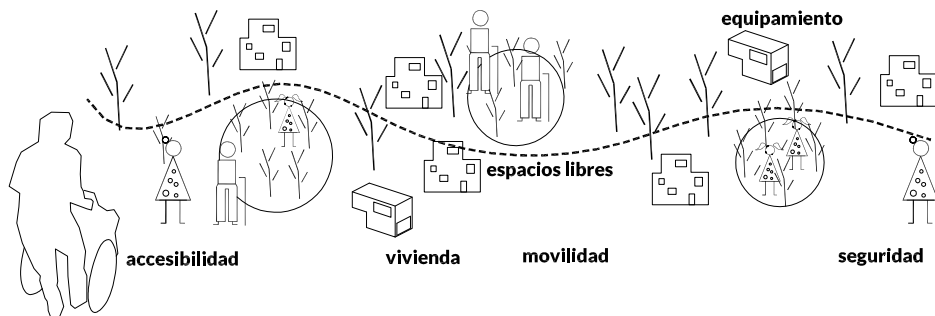 equipamiento
espacios libres
accesibilidad
vivienda
movilidad
seguridad